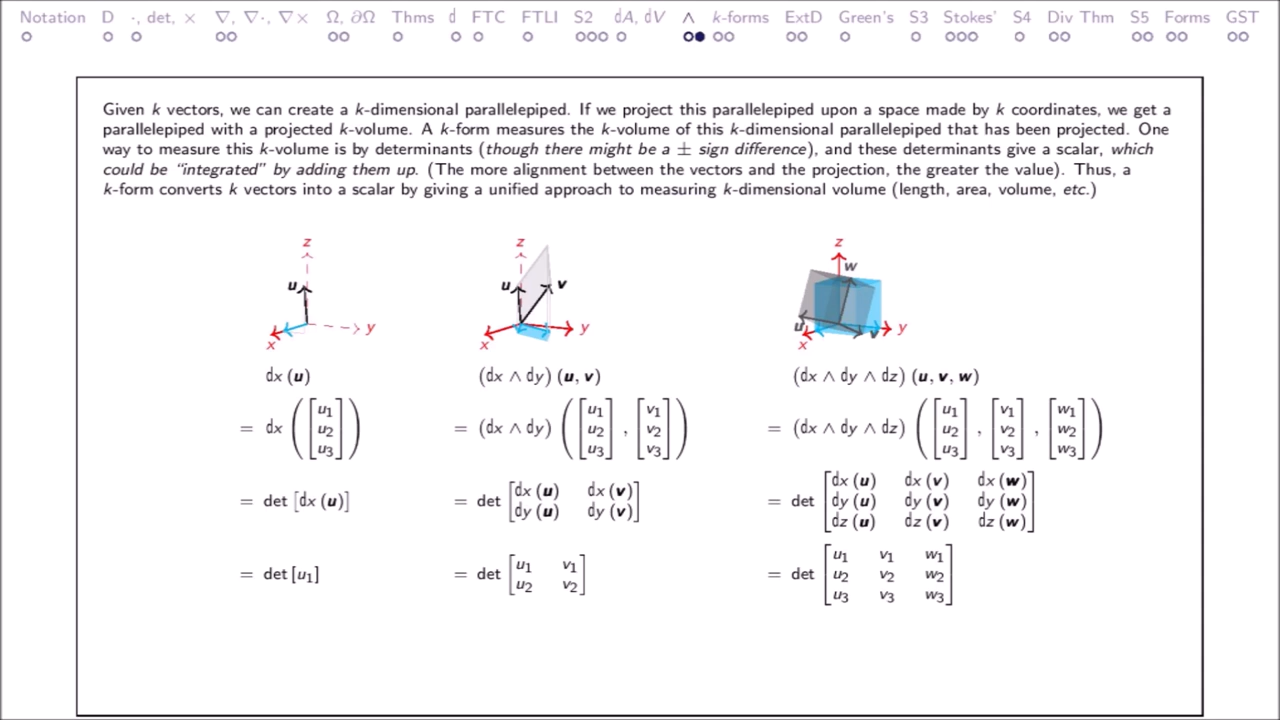 Notation D ·, det, × ∇, ∇·, ∇× Ω, ∂Ω Thms d FTC FTLI S2 dA, dV ∧ k-forms ExtD Green's S3 Stokes' S4 Div Thm S5 Forms GST
Given k vectors, we can create a k-dimensional parallelepiped. If we project this parallelepiped upon a space made by k coordinates, we get a
parallelepiped with a projected k-volume. A k-form measures the k-volume of this k-dimensional parallelepiped that has been projected. One
way to measure this k-volume is by determinants (though there might be a ± sign difference), and these determinants give a scalar, which
could be “integrated” by adding them up. (The more alignment between the vectors and the projection, the greater the value). Thus, a
k-form converts k vectors into a scalar by giving a unified approach to measuring k-dimensional volume (length, area, volume, etc.)
z
u
y
x
dx (u)
= dx ([u1 u2 u3])
= det [dx (u)]
= det [u1]
z
u v
y
x
(dx ∧ dy) (u, v)
= (dx ∧ dy) ([u1 u2 u3], [v1 v2 v3])
= det [dx (u) dx (v)
dy (u) dy (v)]
= det [u1 v1
u2 v2]
z
w
u v y
x
(dx ∧ dy ∧ dz) (u, v, w)
= (dx ∧ dy ∧ dz) ([u1 u2 u3], [v1 v2 v3], [w1 w2 w3])
= det [dx (u) dx (v) dx (w)
dy (u) dy (v) dy (w)
dz (u) dz (v) dz (w)]
= det [u1 v1 w1
u2 v2 w2
u3 v3 w3]